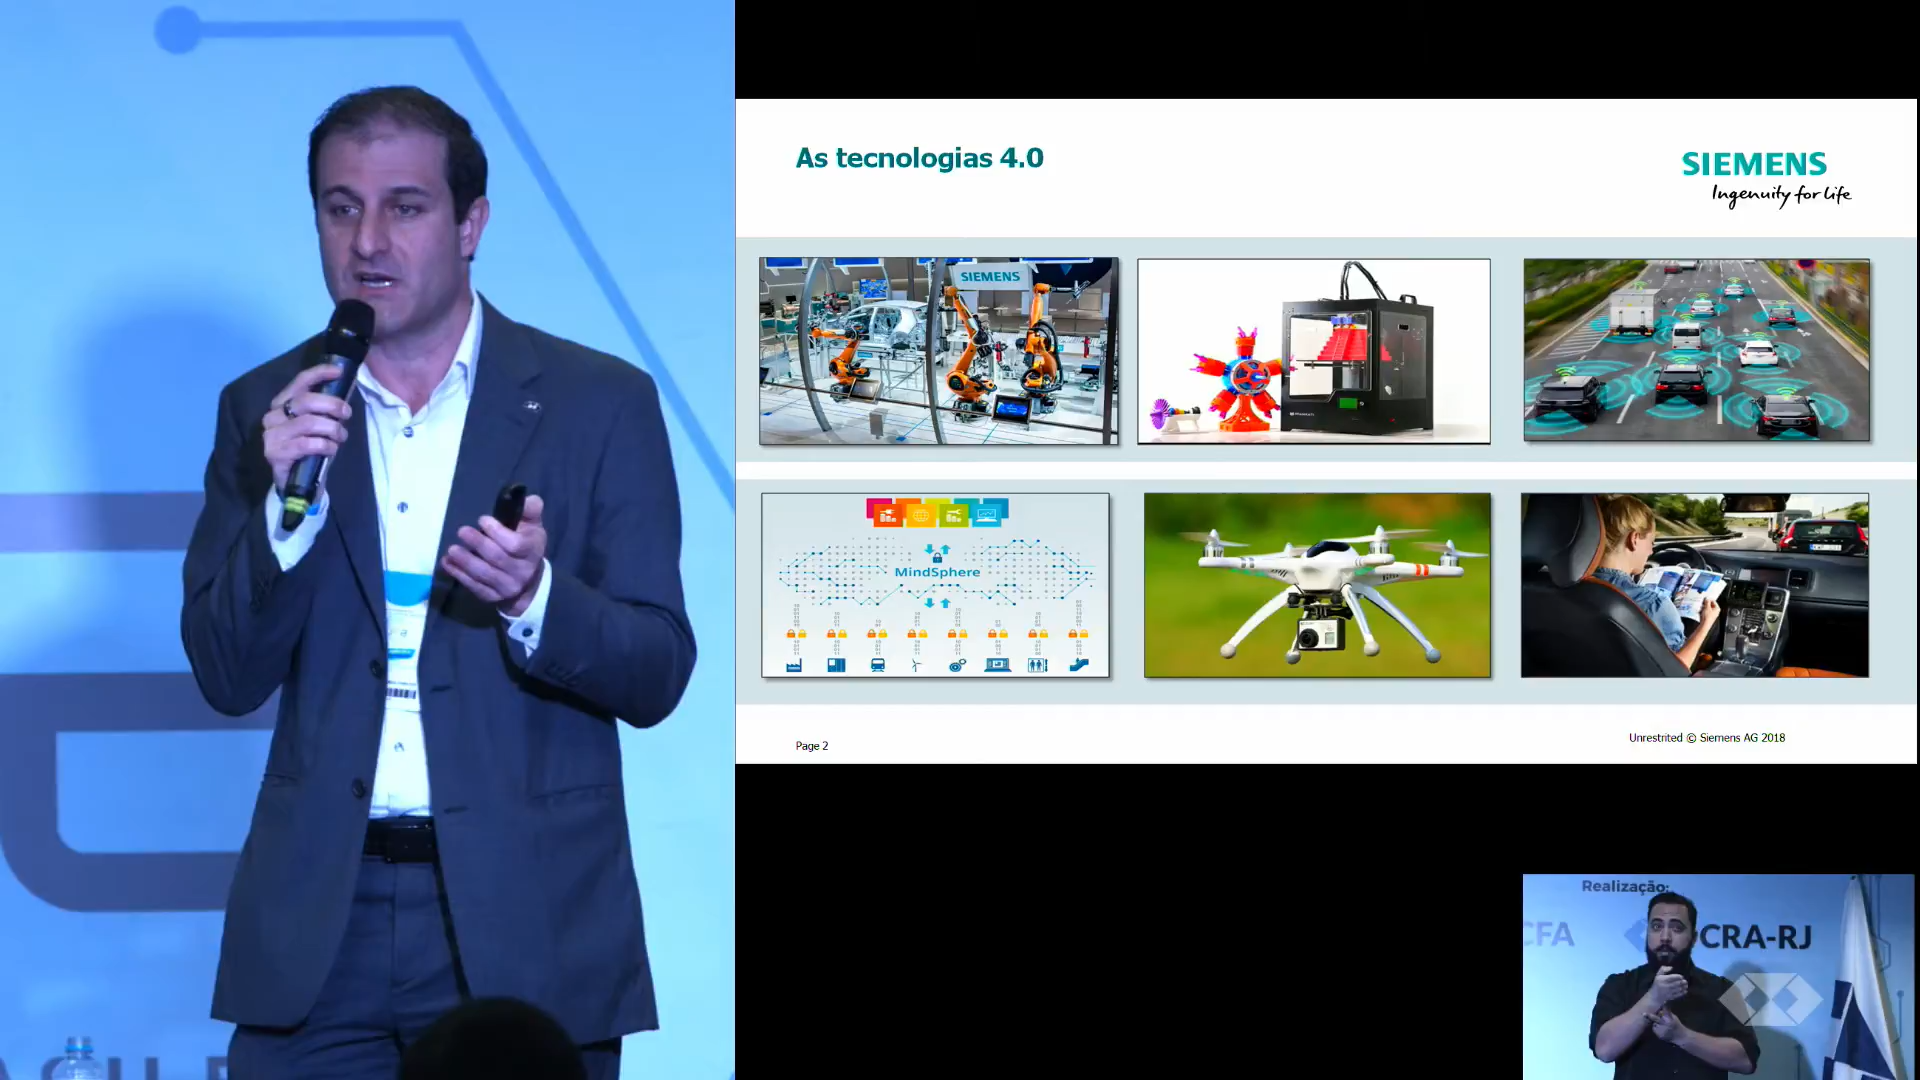 As tecnologias 4.0
SIEMENS
Ingenuity for life
SIEMENS
MindSphere
Page 2
Unrestrited © Siemens AG 2018
Realização:
CFA
CRA-RJ